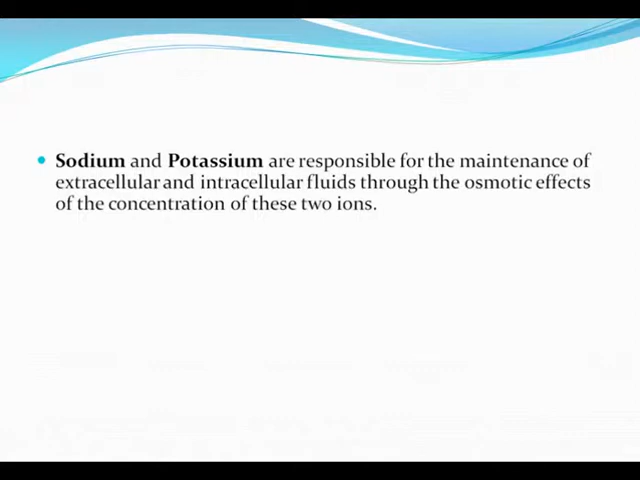 Sodium and Potassium are responsible for the maintenance of
extracellular and intracellular fluids through the osmotic effects
of the concentration of these two ions.